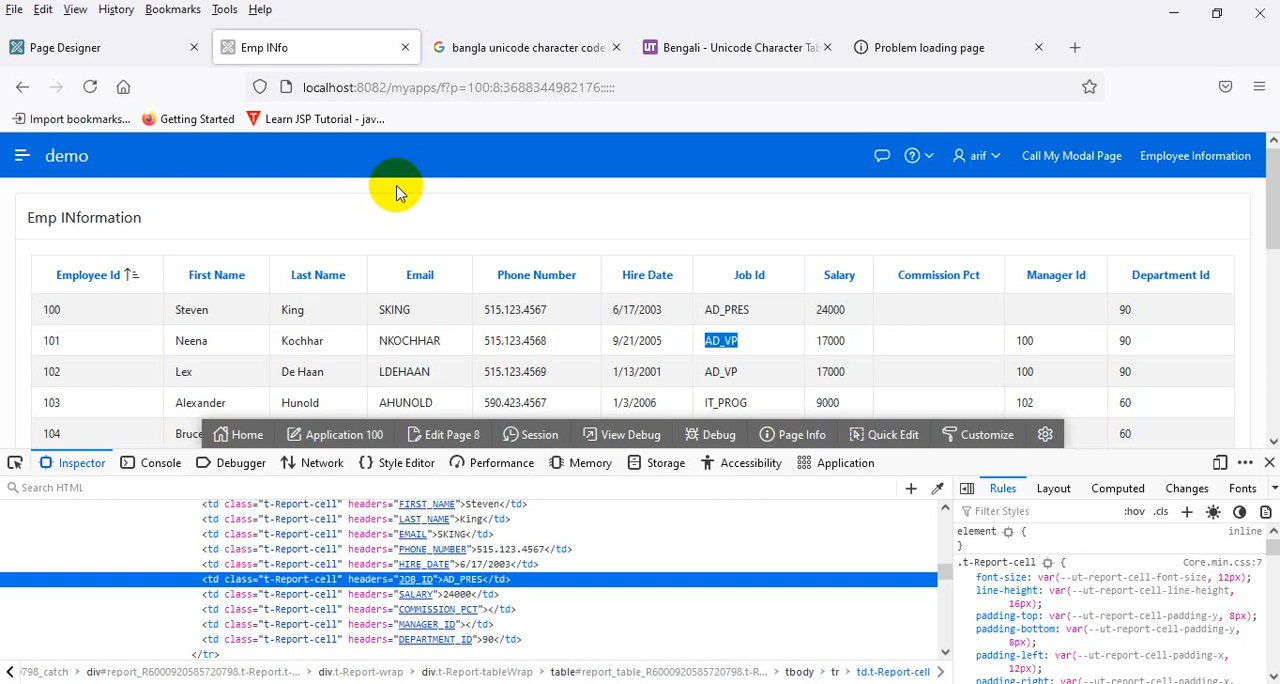 File Edit View History Bookmarks Tools Help
Page Designer Emp INfo bangla unicode character code Bengali - Unicode Character Tab Problem loading page
localhost:8082/myapps/f?p=100:8:3688344982176:::::
Import bookmarks... Getting Started Learn JSP Tutorial - jav...
demo arif Call My Modal Page Employee Information
Emp INformation
Employee Id First Name Last Name Email Phone Number Hire Date Job Id Salary Commission Pct Manager Id Department Id
100 Steven King SKING 515.123.4567 6/17/2003 AD_PRES 24000 90
101 Neena Kochhar NKOCHHAR 515.123.4568 9/21/2005 AD_VP 17000 100 90
102 Lex De Haan LDEHAAN 515.123.4569 1/13/2001 AD_VP 17000 100 90
103 Alexander Hunold AHUNOLD 590.423.4567 1/3/2006 IT_PROG 9000 102 60
104 Bruce 60
Home Application 100 Edit Page 8 Session View Debug Debug Page Info Quick Edit Customize
Inspector Console Debugger Network Style Editor Performance Memory Storage Accessibility Application
Search HTML
Rules Layout Computed Changes Fonts
Filter Styles :hov .cls
<td class="t-Report-cell" headers="FIRST_NAME">Steven</td>
<td class="t-Report-cell" headers="LAST_NAME">King</td>
<td class="t-Report-cell" headers="EMAIL">SKING</td>
<td class="t-Report-cell" headers="PHONE_NUMBER">515.123.4567</td>
<td class="t-Report-cell" headers="HIRE_DATE">6/17/2003</td>
<td class="t-Report-cell" headers="JOB_ID">AD_PRES</td>
<td class="t-Report-cell" headers="SALARY">24000</td>
<td class="t-Report-cell" headers="COMMISSION_PCT"></td>
<td class="t-Report-cell" headers="MANAGER_ID"></td>
<td class="t-Report-cell" headers="DEPARTMENT_ID">90</td>
</tr>
element { inline
}
.t-Report-cell { Core.min.css:7
font-size: var(--ut-report-cell-font-size, 12px);
line-height: var(--ut-report-cell-line-height,
16px);
padding-top: var(--ut-report-cell-padding-y, 8px);
padding-bottom: var(--ut-report-cell-padding-y,
8px);
padding-left: var(--ut-report-cell-padding-x,
12px);
padding-right: var(--ut-report-cell-padding-x,
0798_catch div#report_R6000920585720798.t-Report.t-... div.t-Report-wrap div.t-Report-tableWrap table#report_table_R6000920585720798.t-R... tbody tr td.t-Report-cell